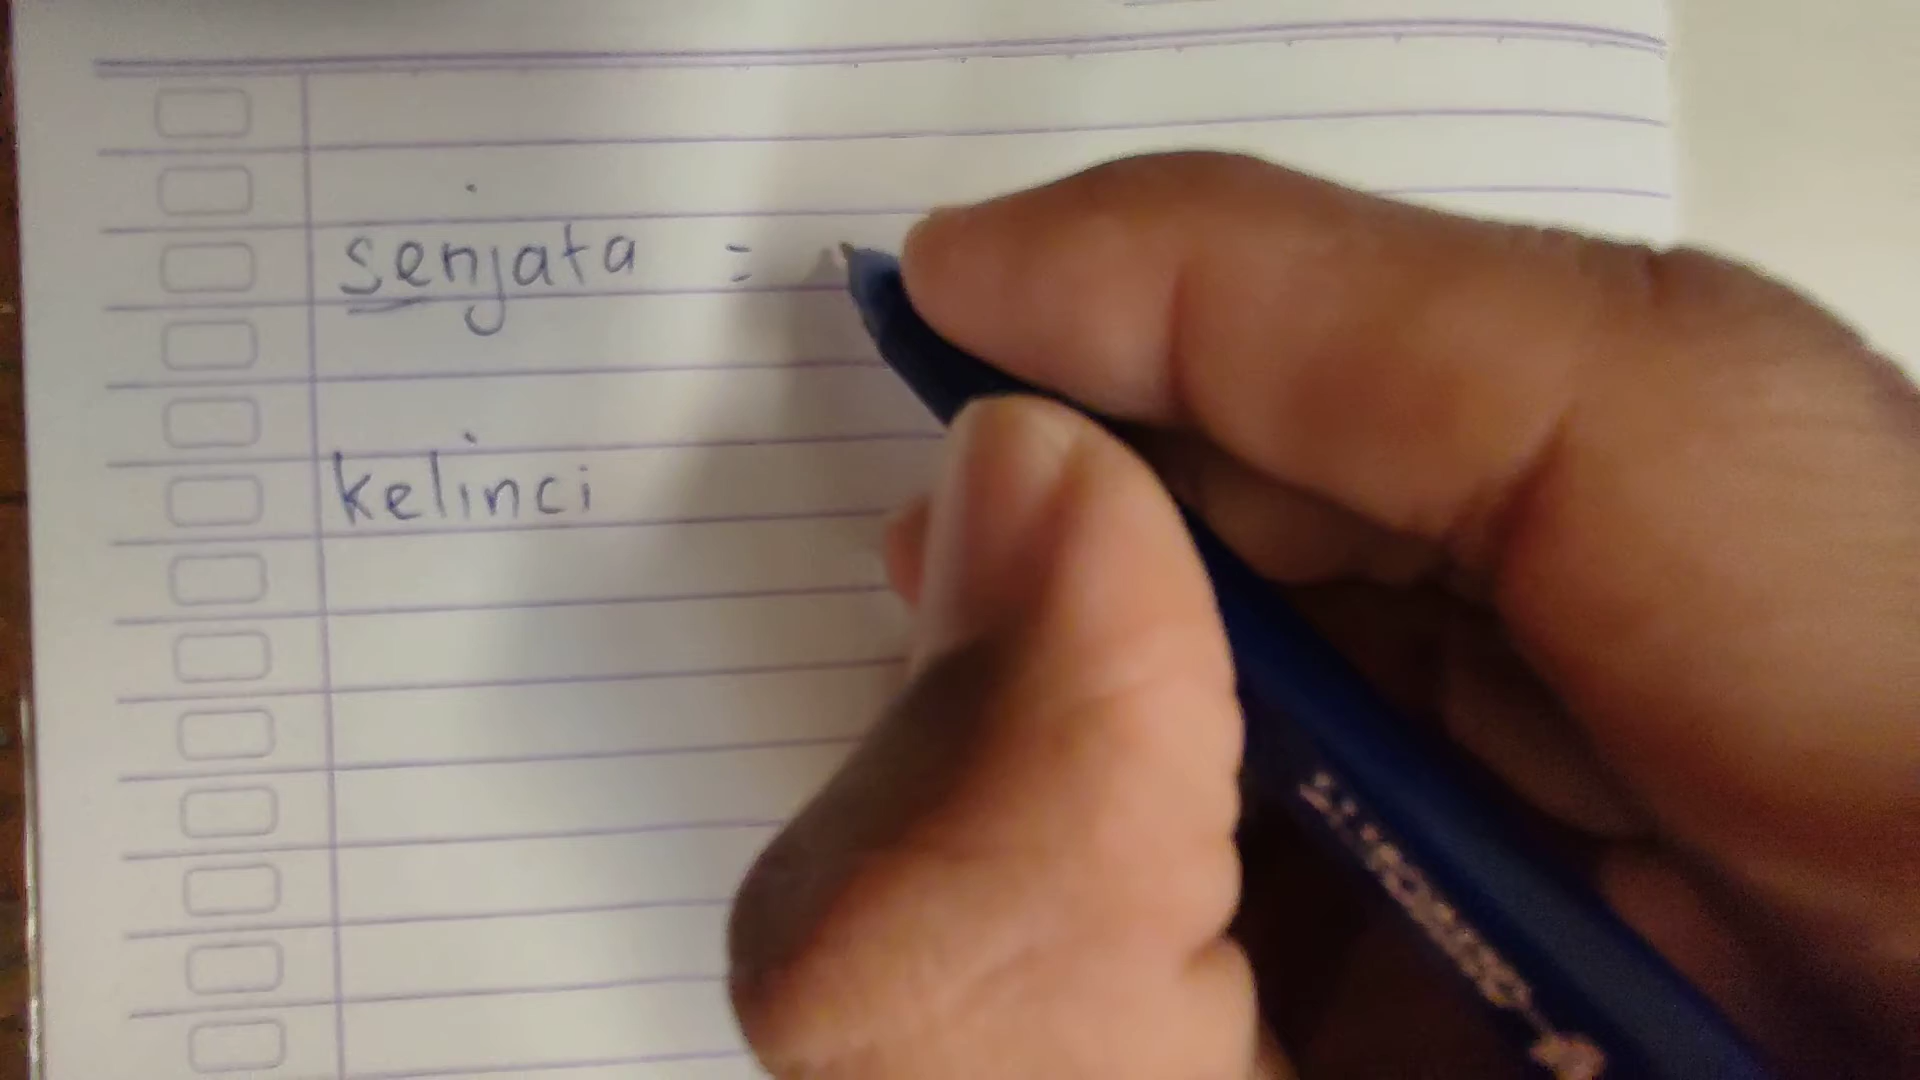 senjata =
kelinci